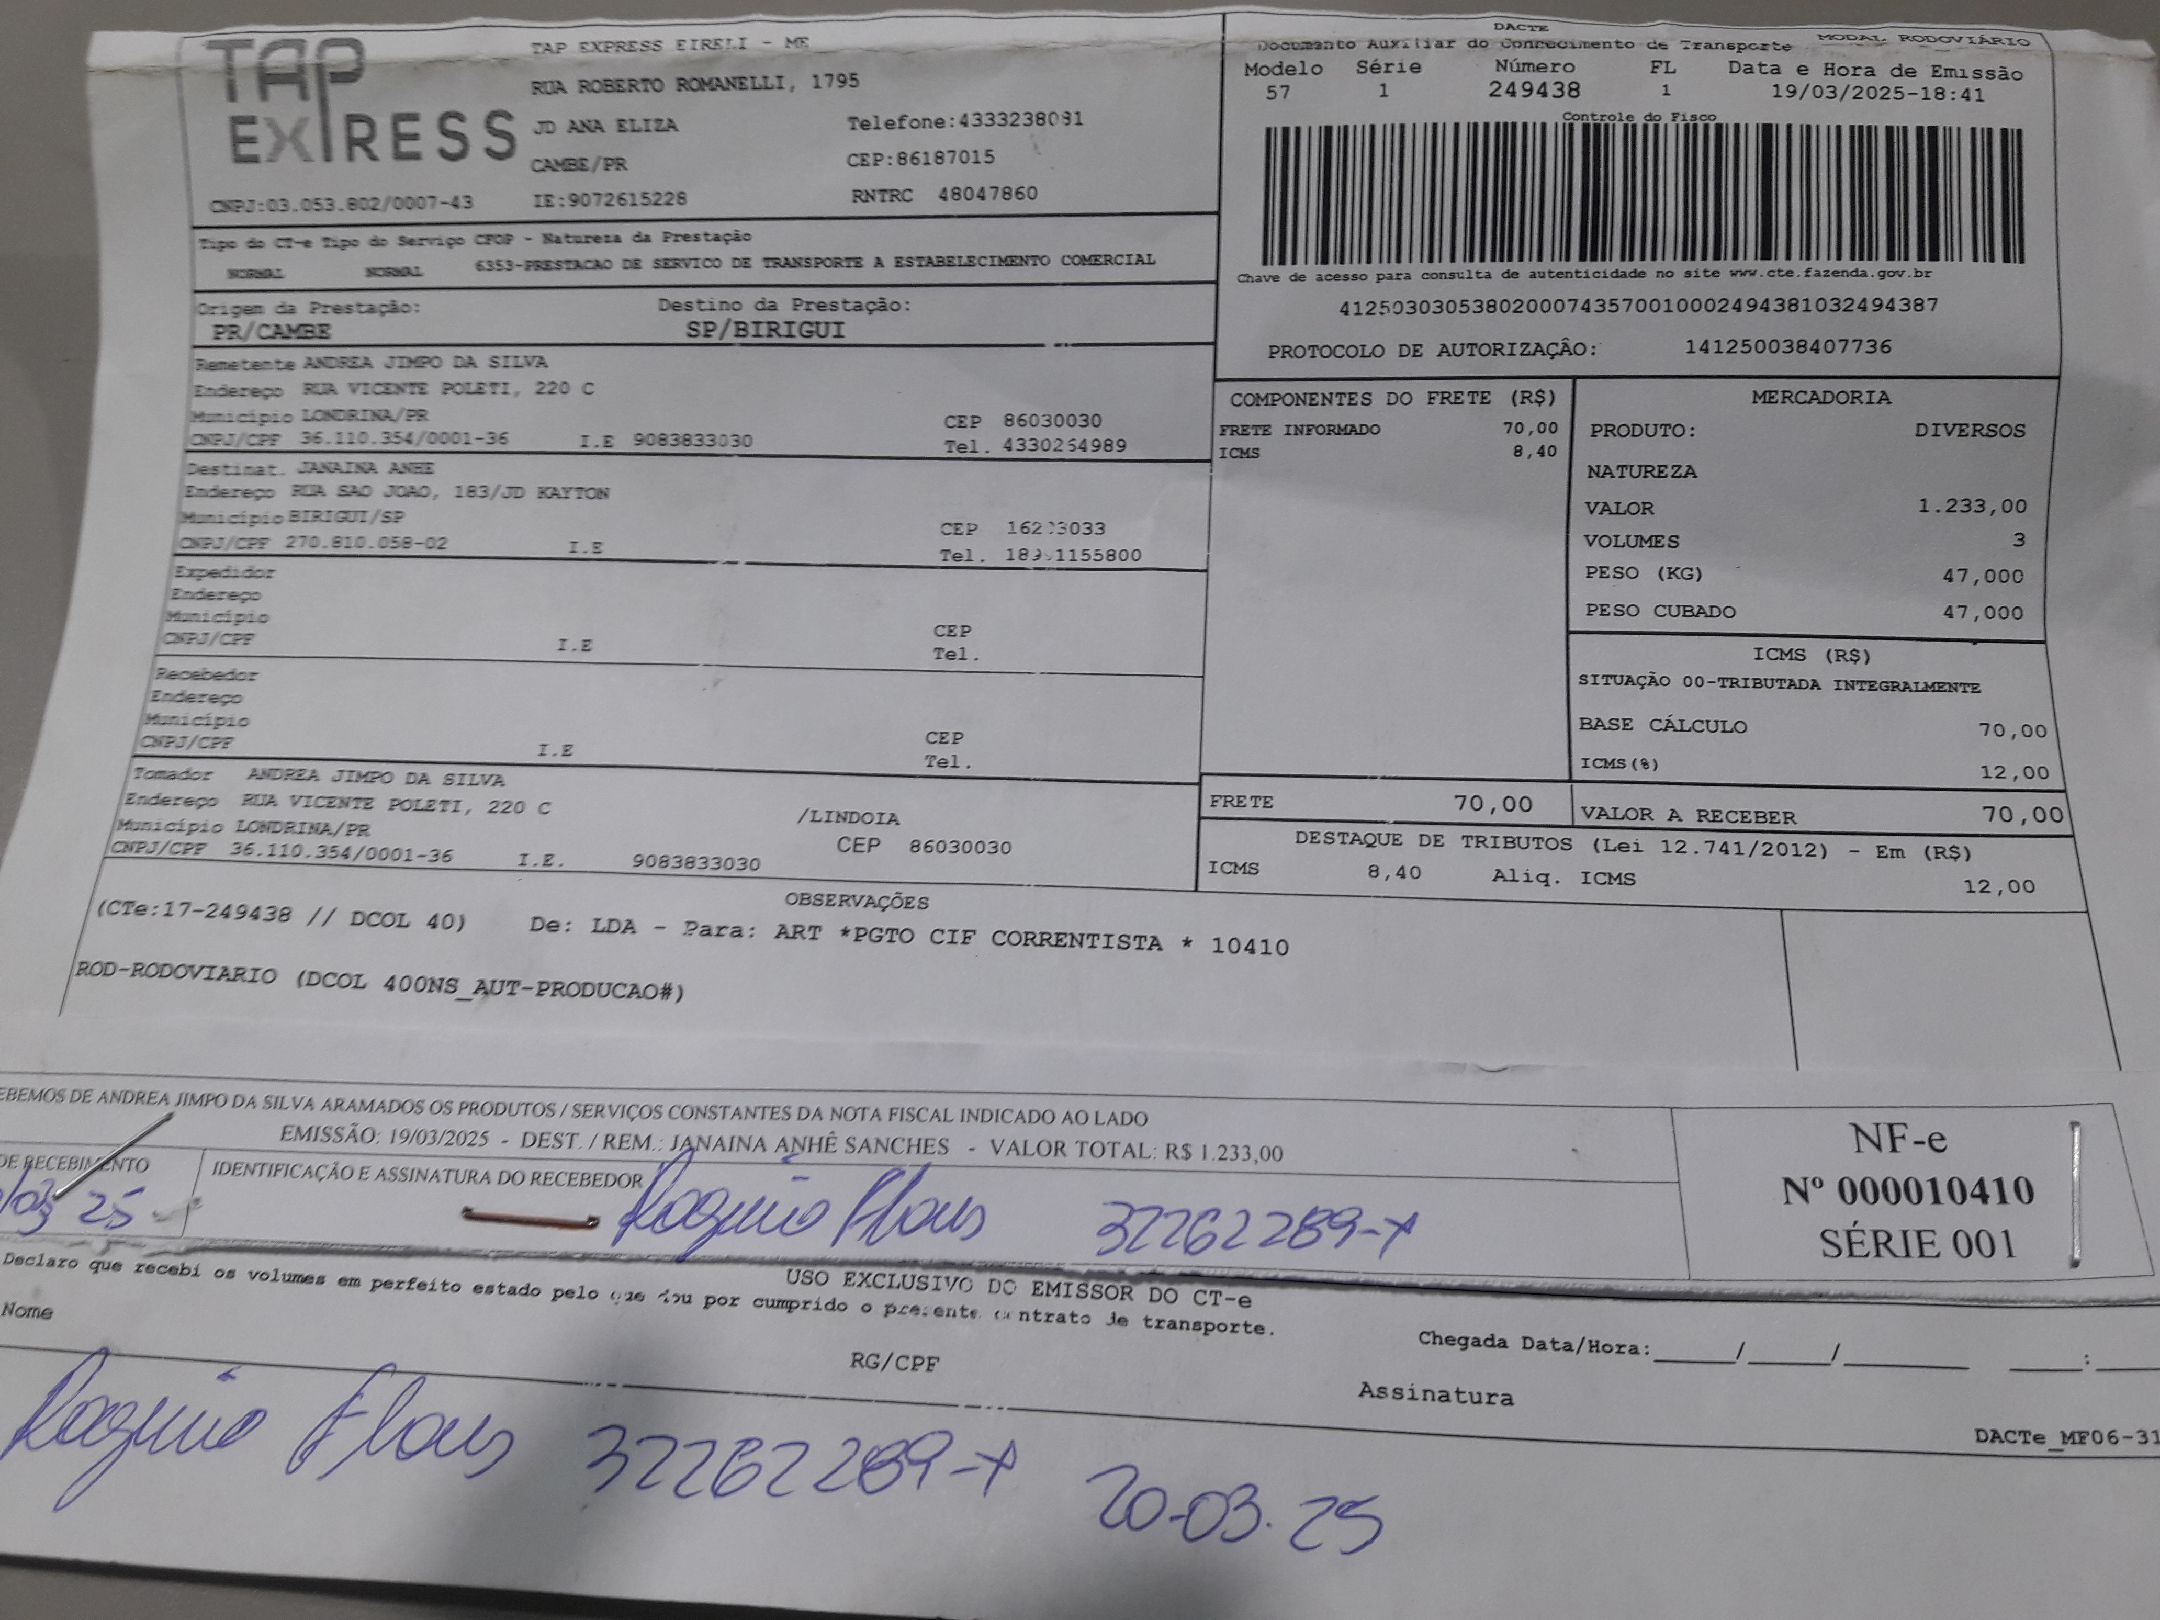 TAP EXPRESS
TAP EXPRESS EIRELI - ME
RUA ROBERTO ROMANELLI, 1795
JD ANA ELIZA Telefone:4333238081
CAMBE/PR CEP:86187015
CNPJ:03.053.802/0007-43 IE:9072615228 RNTRC 48047860
DACTE
Documento Auxiliar do Conhecimento de Transporte MODAL RODOVIÁRIO
Modelo Série Número FL Data e Hora de Emissão
57 1 249438 1 19/03/2025-18:41
Controle do Fisco
Chave de acesso para consulta de autenticidade no site www.cte.fazenda.gov.br
41250303053802000743570010002494381032494387
PROTOCOLO DE AUTORIZAÇÃO: 141250038407736
Tipo do CT-e Tipo do Serviço CFOP - Natureza da Prestação
NORMAL NORMAL 6353-PRESTACAO DE SERVICO DE TRANSPORTE A ESTABELECIMENTO COMERCIAL
Origem da Prestação: Destino da Prestação:
PR/CAMBE SP/BIRIGUI
Remetente ANDREA JIMPO DA SILVA
Endereço RUA VICENTE POLETI, 220 C
Município LONDRINA/PR CEP 86030030
CNPJ/CPF 36.110.354/0001-36 I.E 9083833030 Tel. 4330254989
Destinat. JANAINA ANHE
Endereço RUA SAO JOAO, 183/JD KAYTON
Município BIRIGUI/SP CEP
CNPJ/CPF 270.810.058-02 I.E Tel.
Expedidor
Endereço
Município CEP
CNPJ/CPF I.E Tel.
Recebedor
Endereço
Município CEP
CNPJ/CPF I.E Tel.
Tomador ANDREA JIMPO DA SILVA
Endereço RUA VICENTE POLETI, 220 C /LINDOIA
Município LONDRINA/PR CEP 86030030
CNPJ/CPF 36.110.354/0001-36 I.E. 9083833030
COMPONENTES DO FRETE (R$)
FRETE INFORMADO 70,00
ICMS 8,40
MERCADORIA
PRODUTO: DIVERSOS
NATUREZA
VALOR 1.233,00
VOLUMES 3
PESO (KG) 47,000
PESO CUBADO 47,000
ICMS (R$)
SITUAÇÃO 00-TRIBUTADA INTEGRALMENTE
BASE CÁLCULO 70,00
ICMS(%) 12,00
FRETE 70,00 VALOR A RECEBER 70,00
DESTAQUE DE TRIBUTOS (Lei 12.741/2012) - Em (R$)
ICMS 8,40 Aliq. ICMS 12,00
OBSERVAÇÕES
(CTe:17-249438 // DCOL 40) De: LDA - Para: ART *PGTO CIF CORRENTISTA * 10410
ROD-RODOVIARIO (DCOL 400NS_AUT-PRODUCAO#)
EBEMOS DE ANDREA JIMPO DA SILVA ARAMADOS OS PRODUTOS / SERVIÇOS CONSTANTES DA NOTA FISCAL INDICADO AO LADO
EMISSÃO: 19/03/2025 - DEST. / REM.: JANAINA ANHÊ SANCHES - VALOR TOTAL: R$ 1.233,00
DE RECEBIMENTO IDENTIFICAÇÃO E ASSINATURA DO RECEBEDOR
/03 25 32262289-x
NF-e
Nº 000010410
SÉRIE 001
USO EXCLUSIVO DO EMISSOR DO CT-e
Declaro que recebi os volumes em perfeito estado pelo que dou por cumprido o presente contrato de transporte.
Nome RG/CPF Chegada Data/Hora:_____/_____/________ ____:____
Assinatura
DACTe_MF06-31
32262289-x 20-03.25